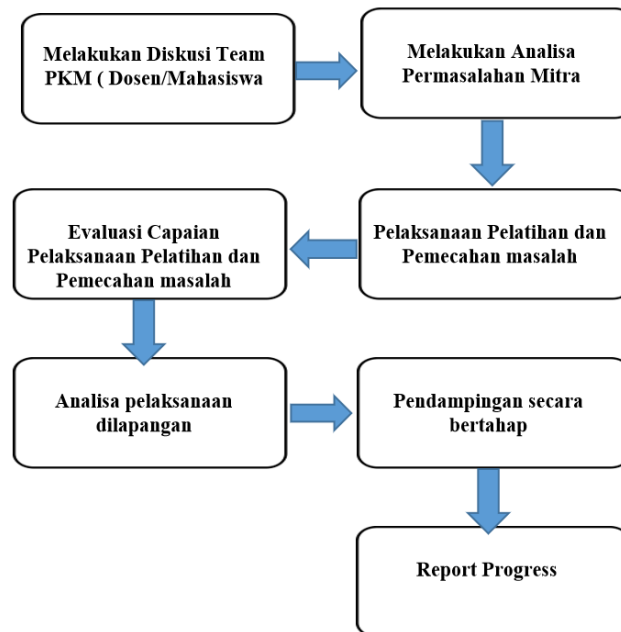 Melakukan Diskusi Team
PKM ( Dosen/Mahasiswa
Melakukan Analisa
Permasalahan Mitra
Pelaksanaan Pelatihan dan
Pemecahan masalah
Evaluasi Capaian
Pelaksanaan Pelatihan dan
Pemecahan masalah
Analisa pelaksanaan
dilapangan
Pendampingan secara
bertahap
Report Progress